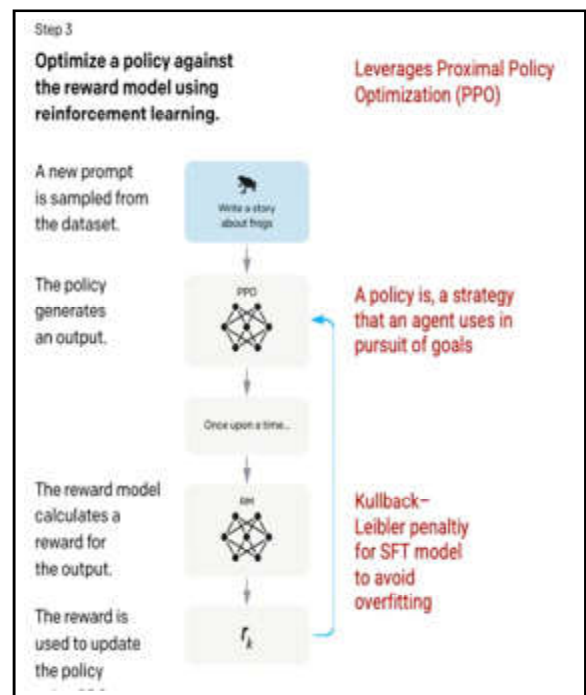 Step 3
Optimize a policy against
the reward model using
reinforcement learning.
Leverages Proximal Policy
Optimization (PPO)
A new prompt
is sampled from
the dataset.
Write a story
about frogs
The policy
generates
an output.
PPO
A policy is, a strategy
that an agent uses in
pursuit of goals
Once upon a time...
The reward model
calculates a
reward for
the output.
RM
Kullback–
Leibler penaltiy
for SFT model
to avoid
overfitting
The reward is
used to update
the policy
r_k